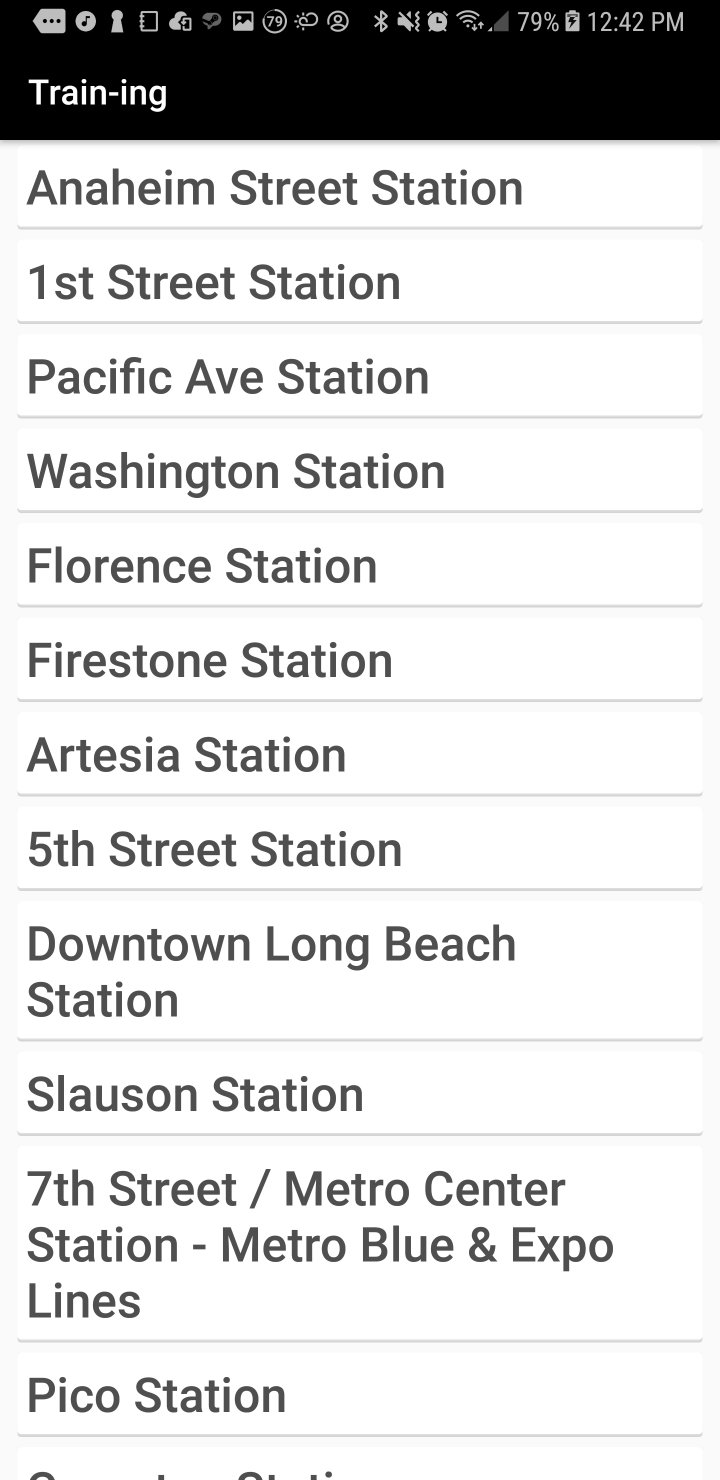 79 79% 12:42 PM
Train-ing
Anaheim Street Station
1st Street Station
Pacific Ave Station
Washington Station
Florence Station
Firestone Station
Artesia Station
5th Street Station
Downtown Long Beach
Station
Slauson Station
7th Street / Metro Center
Station - Metro Blue & Expo
Lines
Pico Station